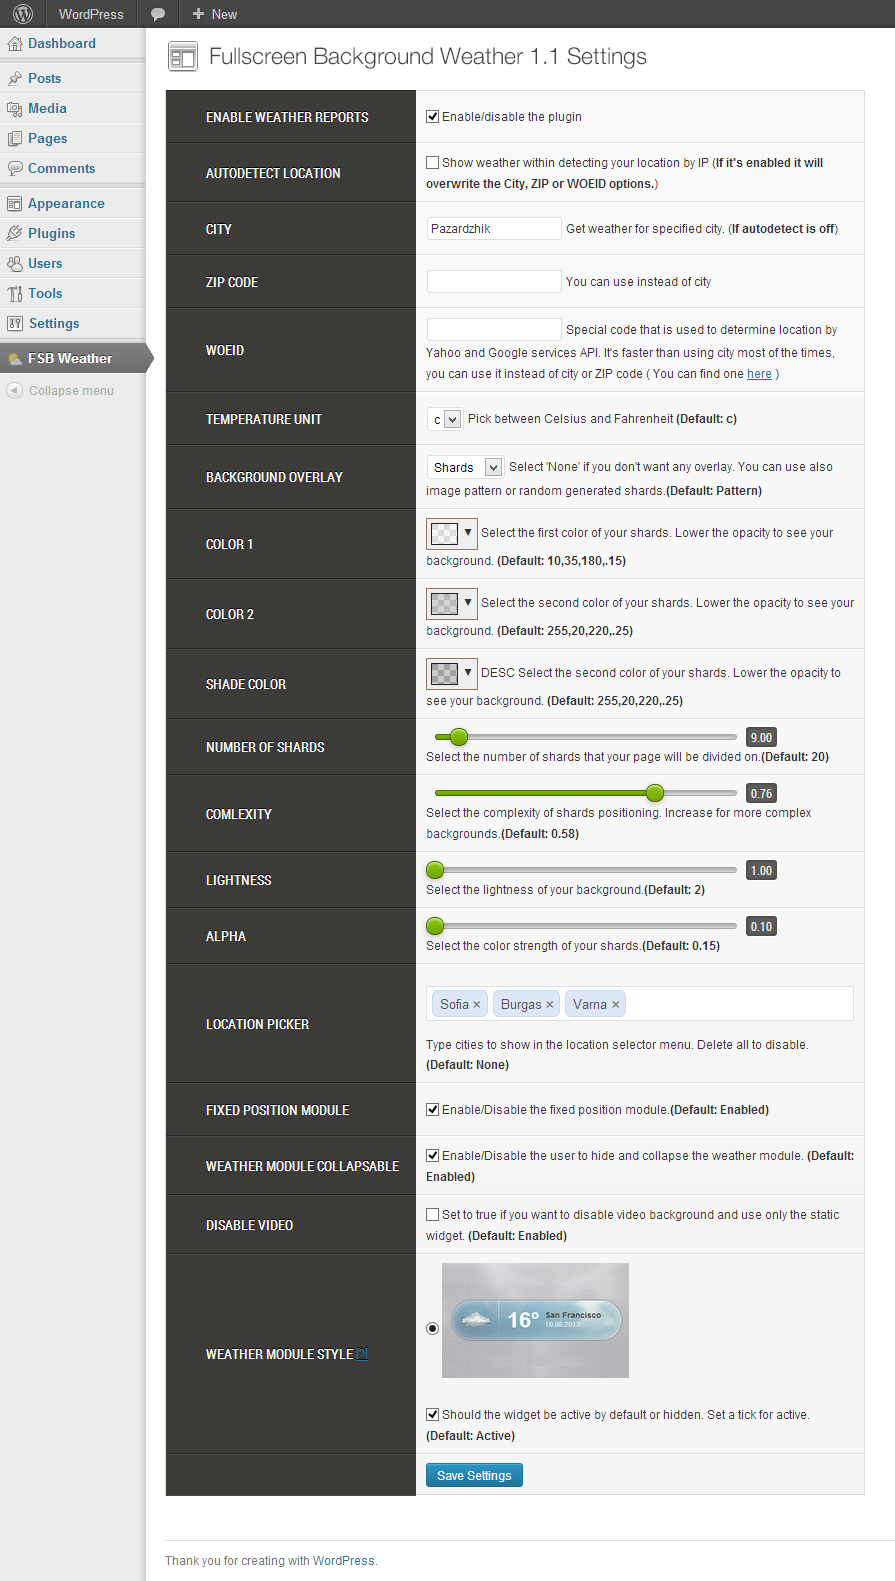 WordPress
New
Dashboard
Posts
Media
Pages
Comments
Appearance
Plugins
Users
Tools
Settings
FSB Weather
Collapse menu
Fullscreen Background Weather 1.1 Settings
ENABLE WEATHER REPORTS
Enable/disable the plugin
AUTODETECT LOCATION
Show weather within detecting your location by IP (If it's enabled it will
overwrite the City, ZIP or WOEID options.)
CITY
Pazardzhik Get weather for specified city. (If autodetect is off)
ZIP CODE
You can use instead of city
WOEID
Special code that is used to determine location by
Yahoo and Google services API. It's faster than using city most of the times,
you can use it instead of city or ZIP code ( You can find one here )
TEMPERATURE UNIT
c Pick between Celsius and Fahrenheit (Default: c)
BACKGROUND OVERLAY
Shards Select 'None' if you don't want any overlay. You can use also
image pattern or random generated shards.(Default: Pattern)
COLOR 1
Select the first color of your shards. Lower the opacity to see your
background. (Default: 10,35,180,.15)
COLOR 2
Select the second color of your shards. Lower the opacity to see your
background. (Default: 255,20,220,.25)
SHADE COLOR
DESC Select the second color of your shards. Lower the opacity to
see your background. (Default: 255,20,220,.25)
NUMBER OF SHARDS
9.00
Select the number of shards that your page will be divided on.(Default: 20)
COMLEXITY
0.76
Select the complexity of shards positioning. Increase for more complex
backgrounds.(Default: 0.58)
LIGHTNESS
1.00
Select the lightness of your background.(Default: 2)
ALPHA
0.10
Select the color strength of your shards.(Default: 0.15)
LOCATION PICKER
Sofia × Burgas × Varna ×
Type cities to show in the location selector menu. Delete all to disable.
(Default: None)
FIXED POSITION MODULE
Enable/Disable the fixed position module.(Default: Enabled)
WEATHER MODULE COLLAPSABLE
Enable/Disable the user to hide and collapse the weather module. (Default:
Enabled)
DISABLE VIDEO
Set to true if you want to disable video background and use only the static
widget. (Default: Enabled)
WEATHER MODULE STYLE
16° San Francisco
10.08.2013
Should the widget be active by default or hidden. Set a tick for active.
(Default: Active)
Save Settings
Thank you for creating with WordPress.